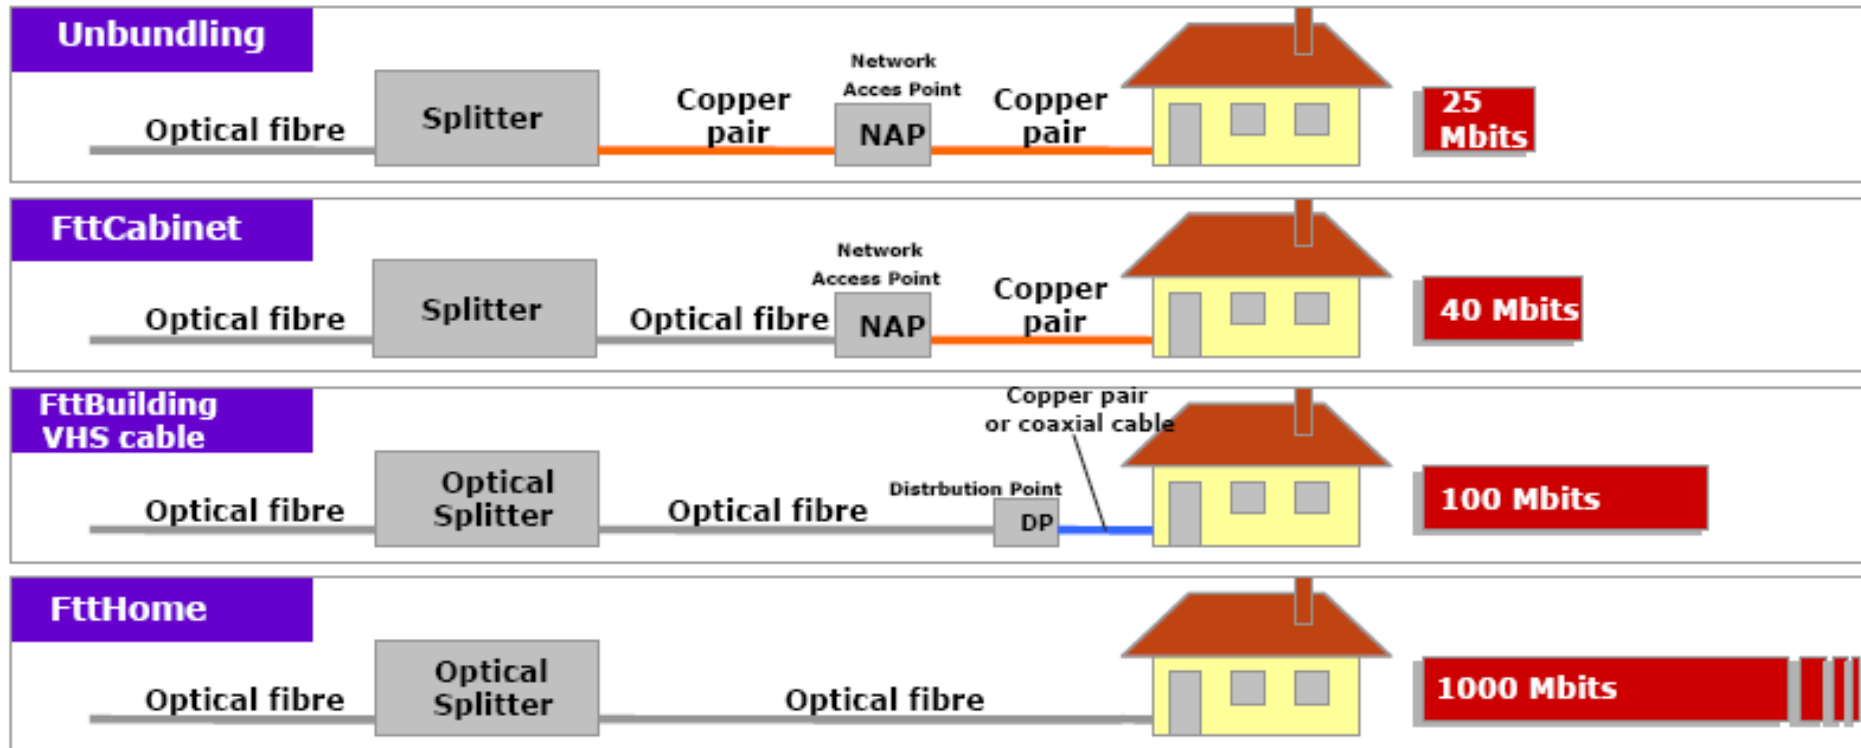 Unbundling
Optical fibre
Splitter
Copper
pair
Network
Acces Point
NAP
Copper
pair
25
Mbits
FttCabinet
Optical fibre
Splitter
Optical fibre
Network
Access Point
NAP
Copper
pair
40 Mbits
FttBuilding
VHS cable
Optical fibre
Optical
Splitter
Optical fibre
Distrbution Point
DP
Copper pair
or coaxial cable
100 Mbits
FttHome
Optical fibre
Optical
Splitter
Optical fibre
1000 Mbits